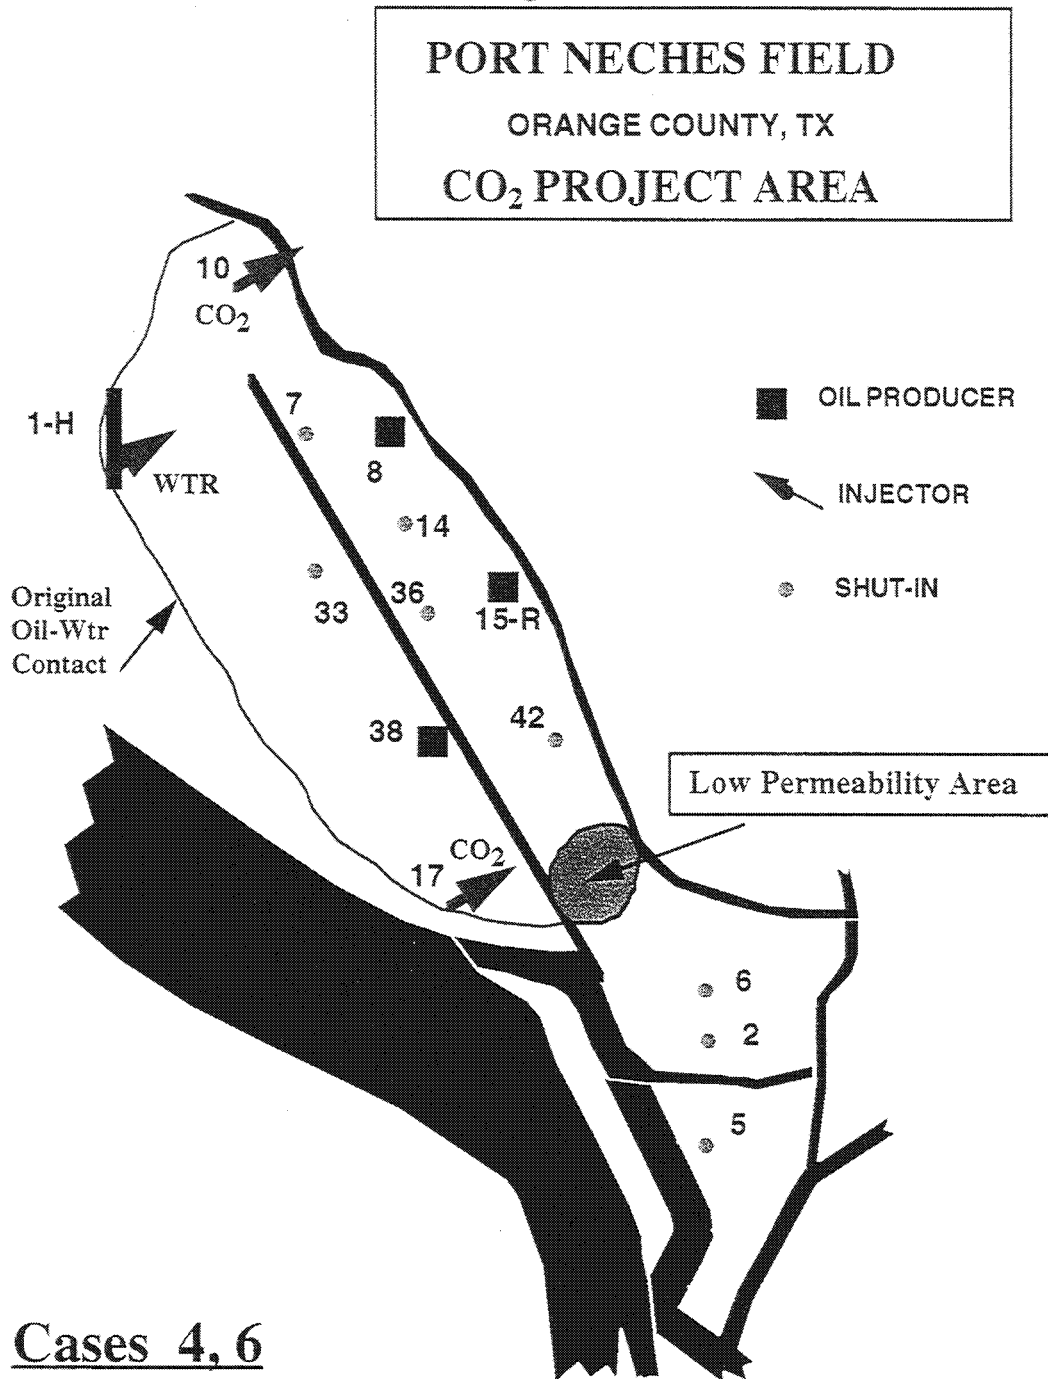 PORT NECHES FIELD
ORANGE COUNTY, TX
CO₂ PROJECT AREA
10
CO₂
1-H
WTR
7
8
14
33
36
15-R
38
42
17
CO₂
6
2
5
Original
Oil-Wtr
Contact
OIL PRODUCER
INJECTOR
SHUT-IN
Low Permeability Area
Cases 4, 6